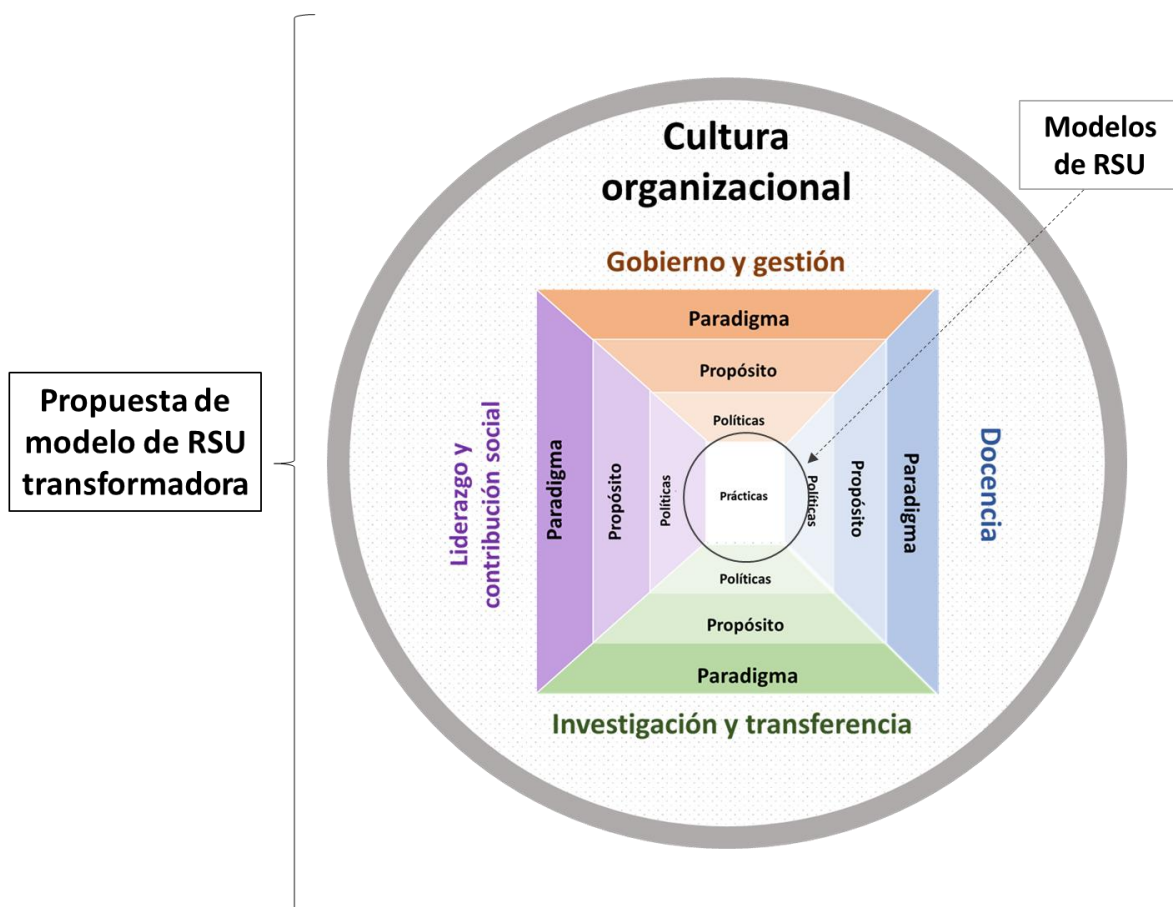 Cultura
organizacional
Modelos
de RSU
Gobierno y gestión
Paradigma
Propósito
Políticas
Propuesta de
modelo de RSU
transformadora
Liderazgo y
contribución social
Paradigma
Propósito
Políticas
Prácticas
Políticas
Propósito
Paradigma
Docencia
Políticas
Propósito
Paradigma
Investigación y transferencia